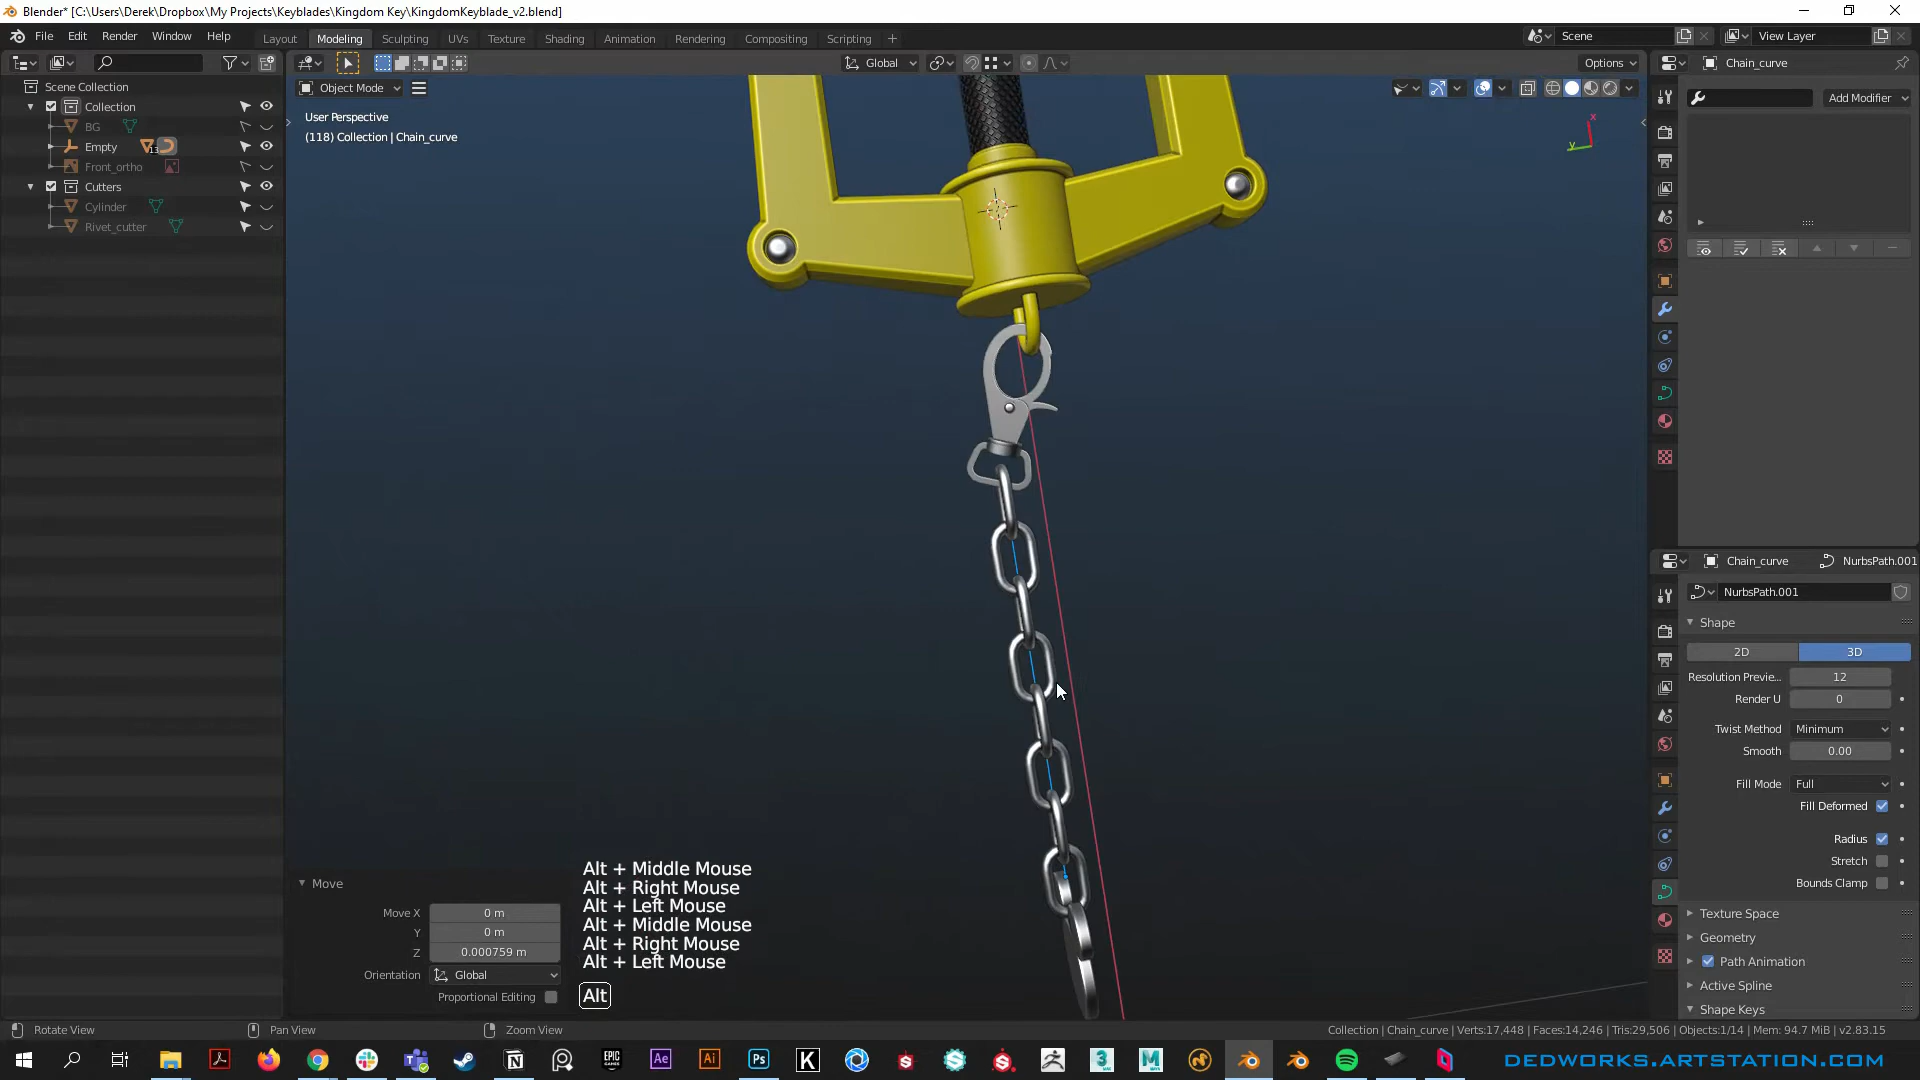 Blender* [C:\Users\Derek\Dropbox\My Projects\Keyblades\Kingdom Key\KingdomKeyblade_v2.blend]
File Edit Render Window Help
Layout Modeling Sculpting UVs Texture Shading Animation Rendering Compositing Scripting +
Scene
View Layer
Global
Options
Chain_curve
Scene Collection
Object Mode
Add Modifier
Collection
BG
Empty
13
Front_ortho
Cutters
Cylinder
Rivet_cutter
User Perspective
(118) Collection | Chain_curve
X
Y
Chain_curve
NurbsPath.001
NurbsPath.001
Shape
2D
3D
Resolution Previe... 12
Render U 0
Twist Method Minimum
Smooth 0.00
Fill Mode Full
Fill Deformed
Radius
Stretch
Bounds Clamp
Texture Space
Geometry
Path Animation
Active Spline
Shape Keys
Move
Move X 0 m
Y 0 m
Z 0.000759 m
Orientation Global
Proportional Editing
Alt + Middle Mouse
Alt + Right Mouse
Alt + Left Mouse
Alt + Middle Mouse
Alt + Right Mouse
Alt + Left Mouse
Alt
Rotate View
Pan View
Zoom View
Collection | Chain_curve | Verts:17,448 | Faces:14,246 | Tris:29,506 | Objects:1/14 | Mem: 94.7 MiB | v2.83.15
EPIC GAMES
Ae
Ai
Ps
K
3
M
DEDWORKS.ARTSTATION.COM